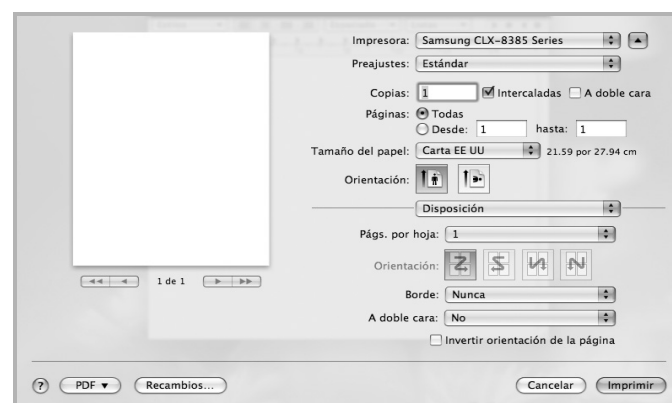 Impresora: Samsung CLX-8385 Series
Preajustes: Estándar
Copias: 1 Intercaladas A doble cara
Páginas: Todas
Desde: 1 hasta: 1
Tamaño del papel: Carta EE UU 21.59 por 27.94 cm
Orientación:
Disposición
Págs. por hoja: 1
Orientación:
Borde: Nunca
A doble cara: No
Invertir orientación de la página
1 de 1
? PDF Recambios... Cancelar Imprimir